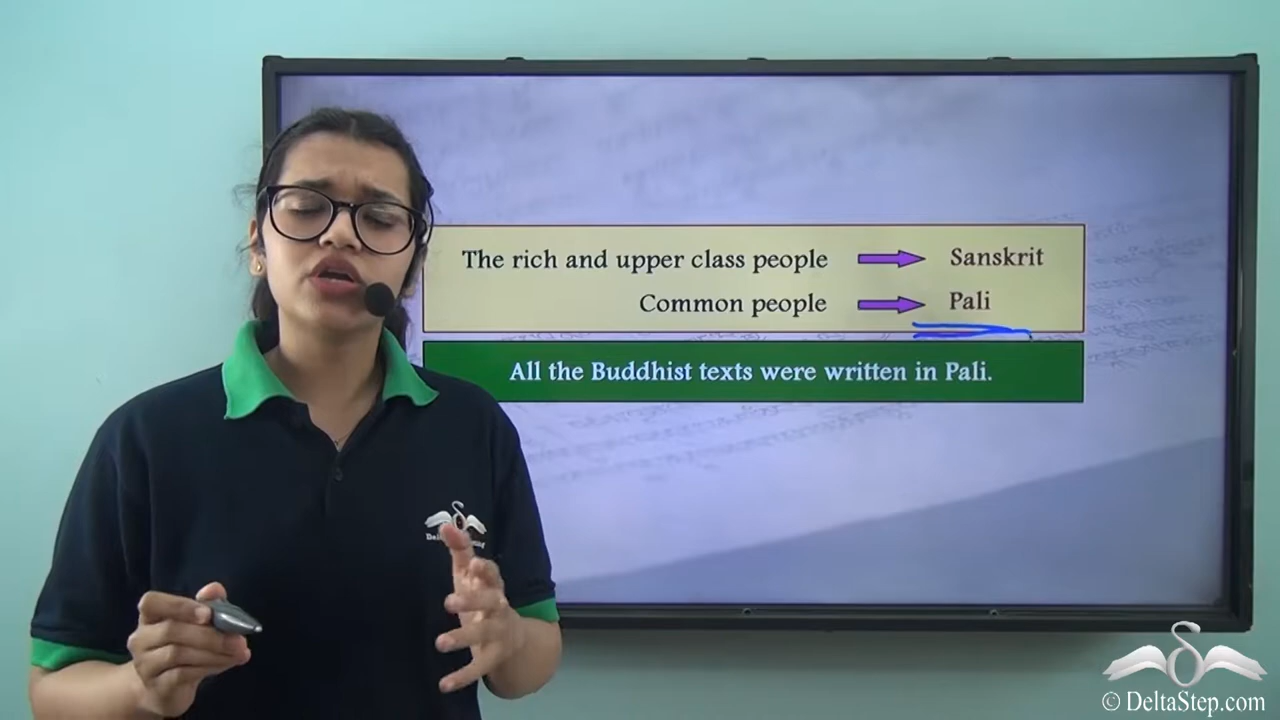 The rich and upper class people Sanskrit
Common people Pali
All the Buddhist texts were written in Pali.
© DeltaStep.com